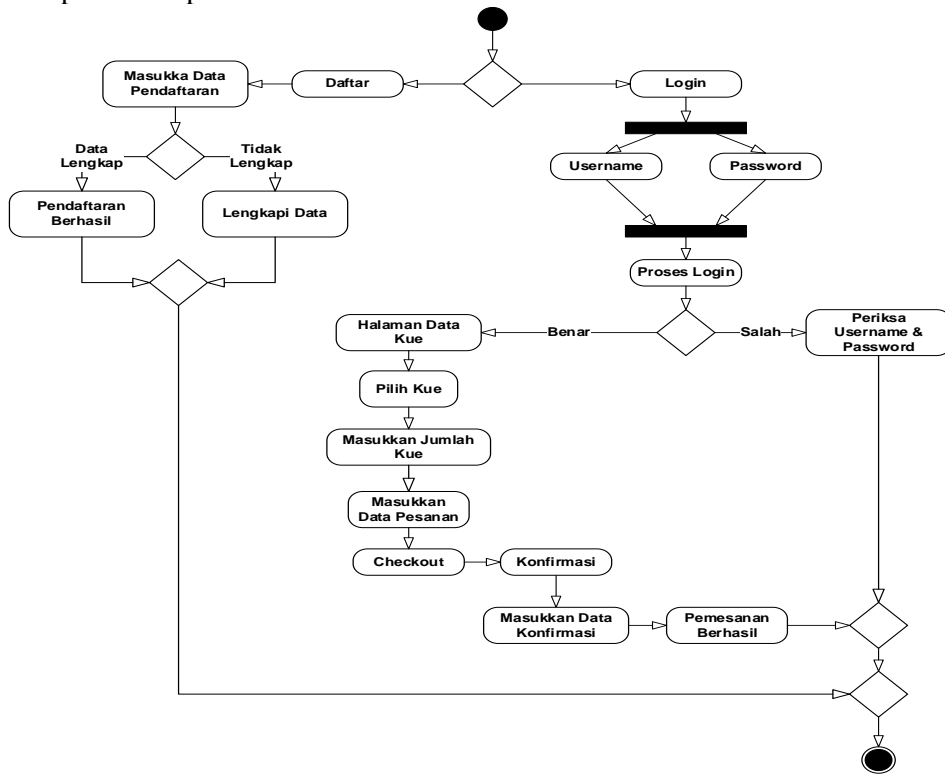 Masukka Data
Pendaftaran
Daftar
Login
Data
Lengkap
Tidak
Lengkap
Username
Password
Pendaftaran
Berhasil
Lengkapi Data
Proses Login
Halaman Data
Kue
Benar
Salah
Periksa
Username &
Password
Pilih Kue
Masukkan Jumlah
Kue
Masukkan
Data Pesanan
Checkout
Konfirmasi
Masukkan Data
Konfirmasi
Pemesanan
Berhasil